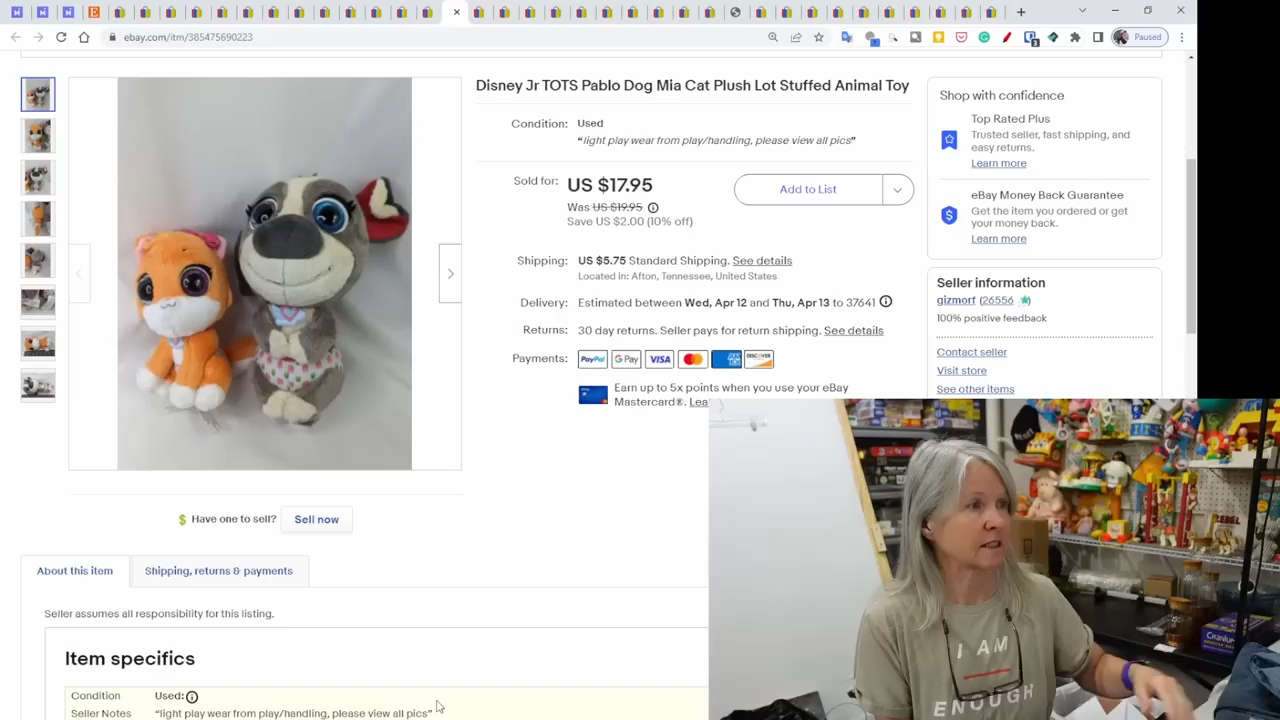 ebay.com/itm/385475690223
Paused
Disney Jr TOTS Pablo Dog Mia Cat Plush Lot Stuffed Animal Toy
Condition: Used
“light play wear from play/handling, please view all pics”
Sold for: US $17.95
Was US $19.95
Save US $2.00 (10% off)
Add to List
Shipping: US $5.75 Standard Shipping. See details
Located in: Afton, Tennessee, United States
Delivery: Estimated between Wed, Apr 12 and Thu, Apr 13 to 37641
Returns: 30 day returns. Seller pays for return shipping. See details
Payments: PayPal G Pay VISA DISCOVER
Earn up to 5x points when you use your eBay
Mastercard®.
Shop with confidence
Top Rated Plus
Trusted seller, fast shipping, and
easy returns.
Learn more
eBay Money Back Guarantee
Get the item you ordered or get
your money back.
Learn more
Seller information
gizmorf (26556
100% positive feedback
Contact seller
Visit store
See other items
$ Have one to sell? Sell now
About this item
Shipping, returns & payments
Seller assumes all responsibility for this listing.
Item specifics
Condition Used:
Seller Notes “light play wear from play/handling, please view all pics”
I AM
ENOUGH
REBEL
CRANIUM